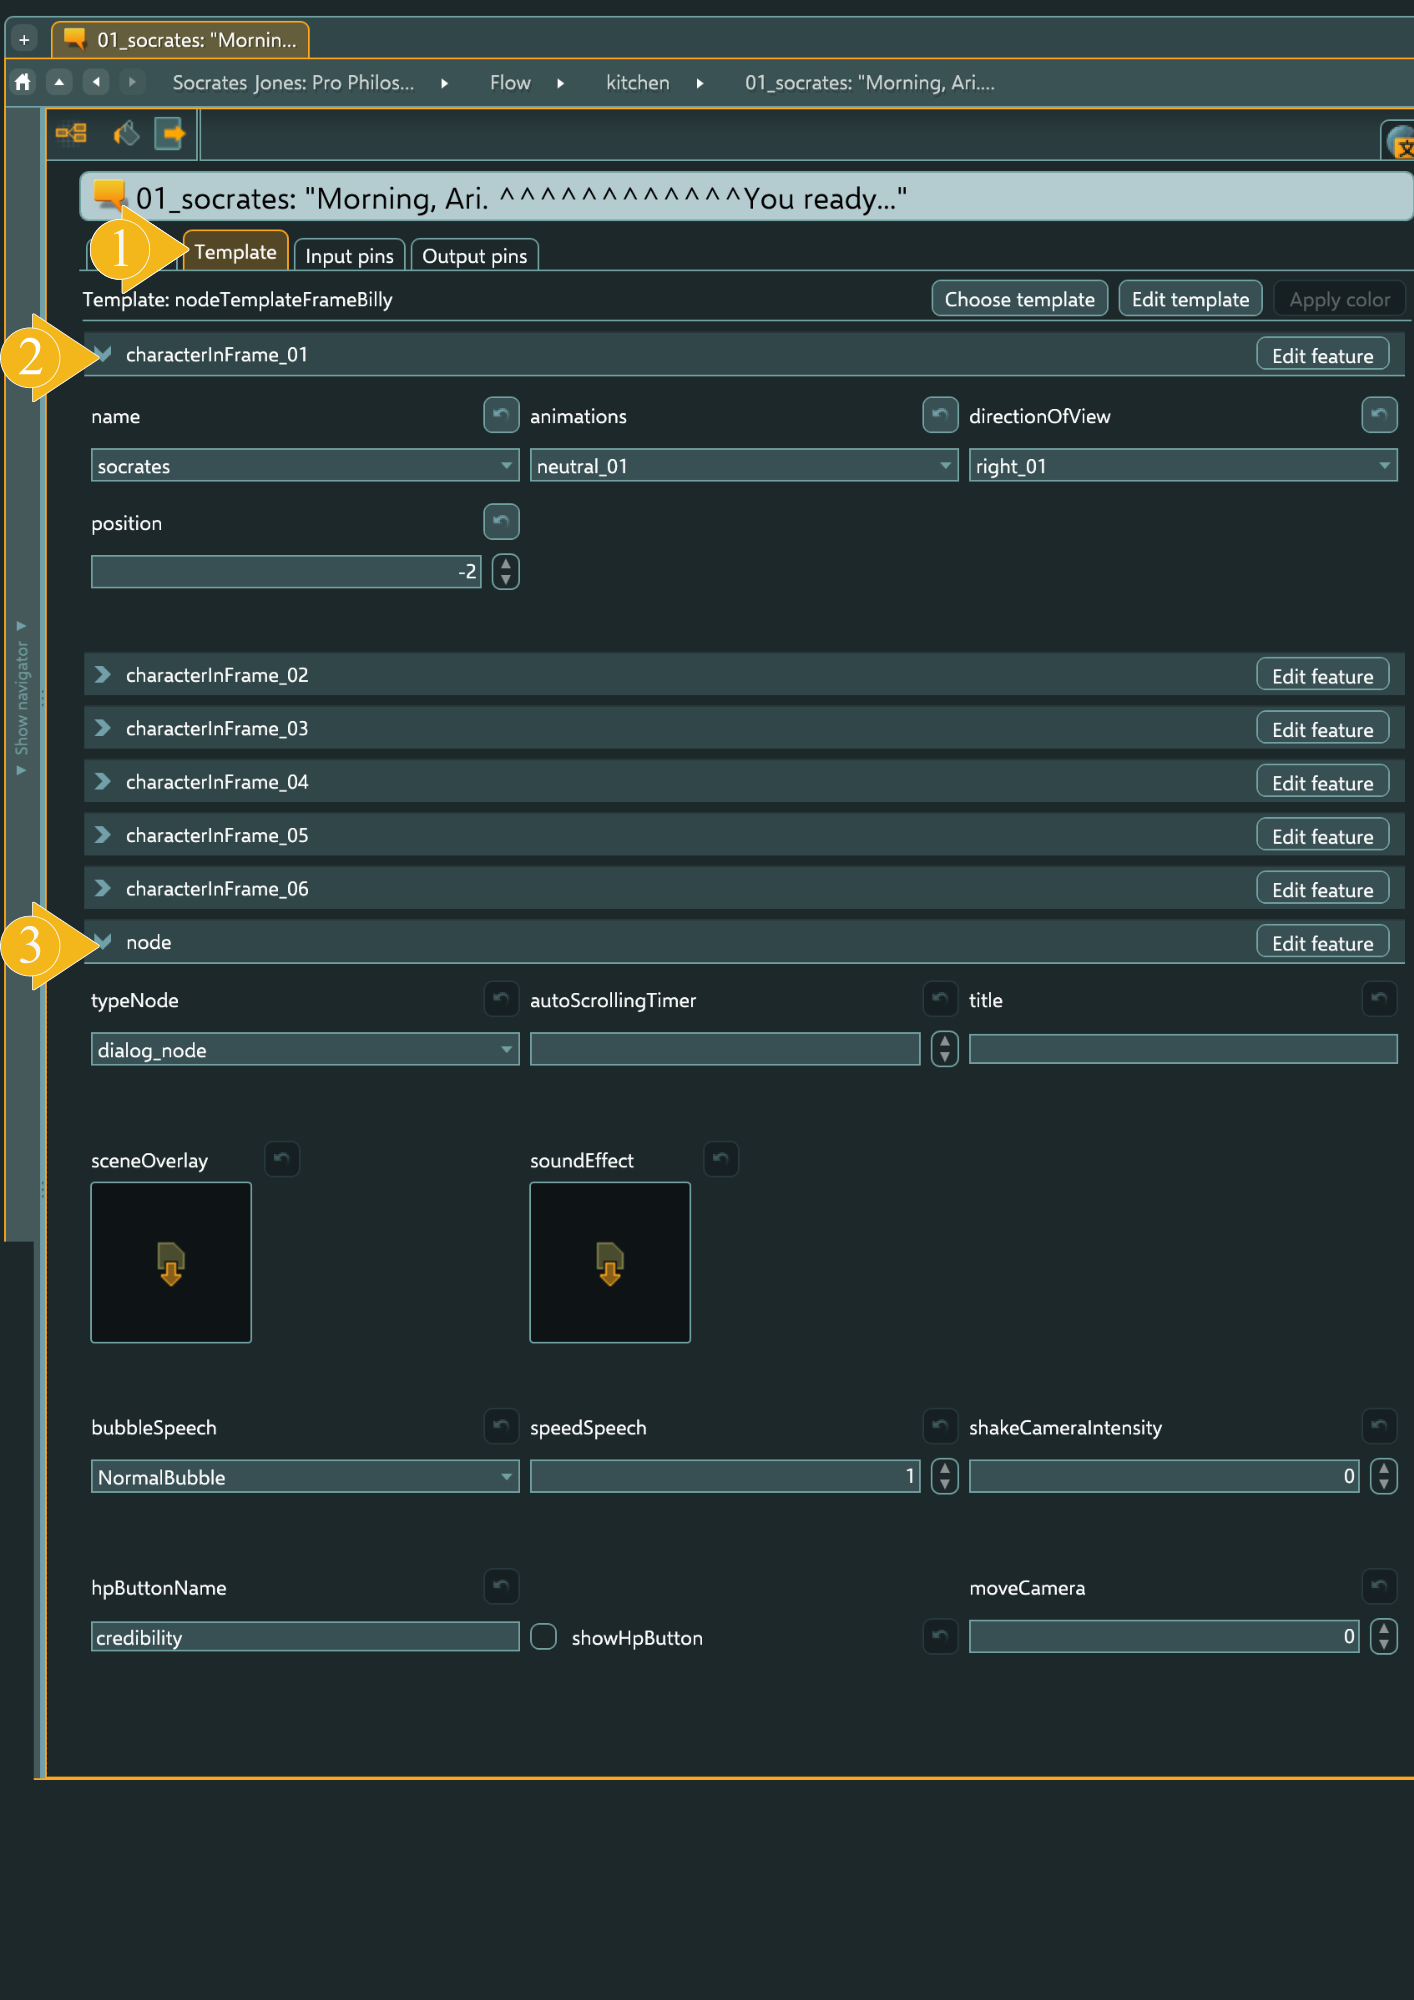 + 01_socrates: "Mornin...
Socrates Jones: Pro Philos... Flow kitchen 01_socrates: "Morning, Ari....
文
01_socrates: "Morning, Ari. ^^^^^^^^^^^^You ready..."
1 Template Input pins Output pins
Template: nodeTemplateFrameBilly Choose template Edit template Apply color
2 characterInFrame_01 Edit feature
name animations directionOfView
socrates neutral_01 right_01
position
-2
Show navigator
characterInFrame_02 Edit feature
characterInFrame_03 Edit feature
characterInFrame_04 Edit feature
characterInFrame_05 Edit feature
characterInFrame_06 Edit feature
3 node Edit feature
typeNode autoScrollingTimer title
dialog_node
sceneOverlay soundEffect
bubbleSpeech speedSpeech shakeCameraIntensity
NormalBubble 1 0
hpButtonName moveCamera
credibility showHpButton 0